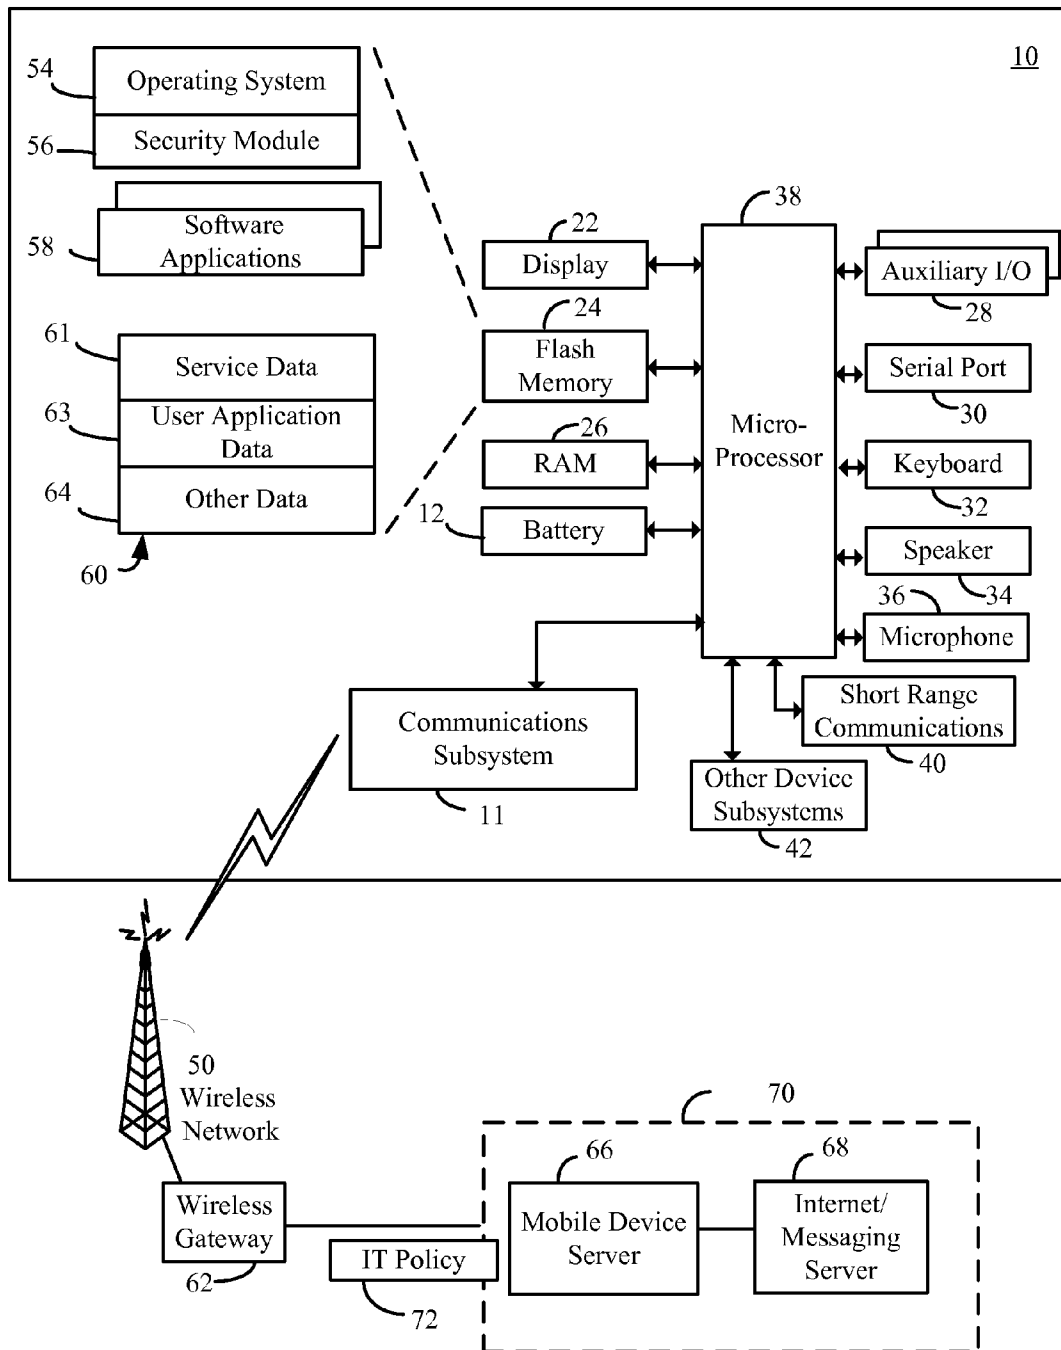 10
54
Operating System
56
Security Module
58
Software
Applications
61
Service Data
63
User Application
Data
64
Other Data
60
22
Display
24
Flash
Memory
26
RAM
12
Battery
38
Micro-
Processor
Auxiliary I/O
28
Serial Port
30
Keyboard
32
Speaker
34
36
Microphone
Short Range
Communications
40
Other Device
Subsystems
42
Communications
Subsystem
11
50
Wireless
Network
Wireless
Gateway
62
IT Policy
72
70
66
Mobile Device
Server
68
Internet/
Messaging
Server